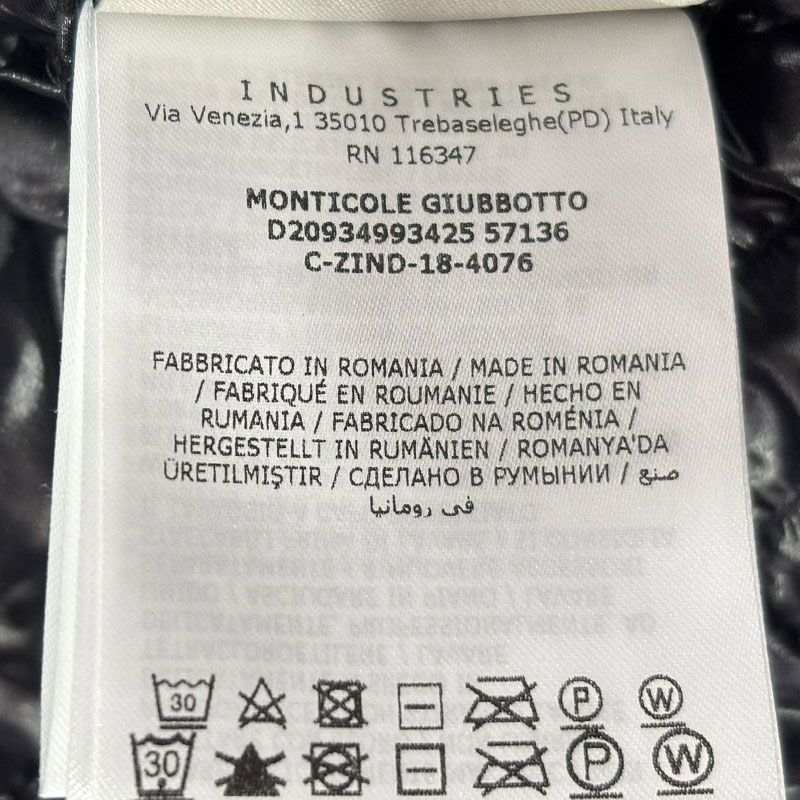 INDUSTRIES
Via Venezia,1 35010 Trebaseleghe(PD) Italy
RN 116347
MONTICOLE GIUBBOTTO
D20934993425 57136
C-ZIND-18-4076
FABBRICATO IN ROMANIA / MADE IN ROMANIA
/ FABRIQUÉ EN ROUMANIE / HECHO EN
RUMANIA / FABRICADO NA ROMÉNIA /
HERGESTELLT IN RUMÄNIEN / ROMANYA'DA
ÜRETILMIŞTIR / СДЕЛАНО В РУМЫНИИ / صنع
في رومانيا
30 P W
30 P W